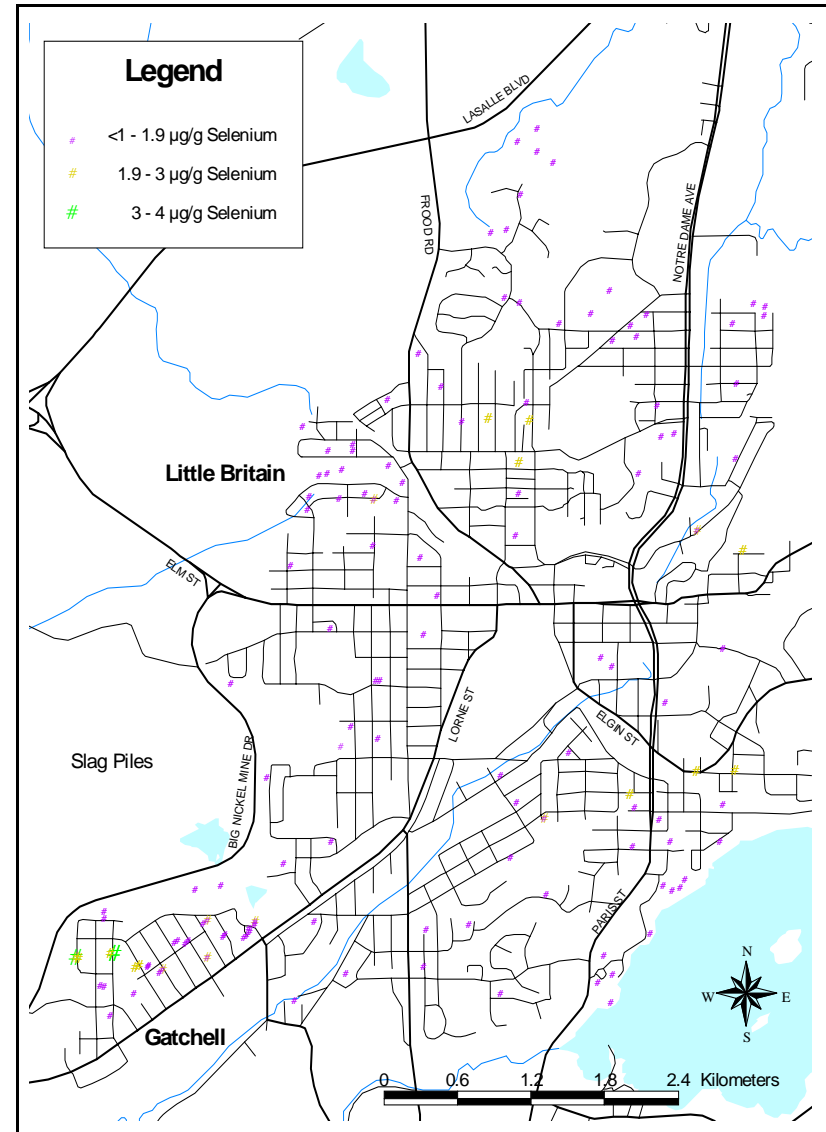 Legend
# <1 - 1.9 µg/g Selenium
# 1.9 - 3 µg/g Selenium
# 3 - 4 µg/g Selenium
LASALLE BLVD
FROOD RD
NOTRE DAME AVE
Little Britain
ELM ST
LORNE ST
ELGIN ST
Slag Piles
BIG NICKEL MINE DR
PARIS ST
N
W E
S
Gatchell
0 0.6 1.2 1.8 2.4 Kilometers